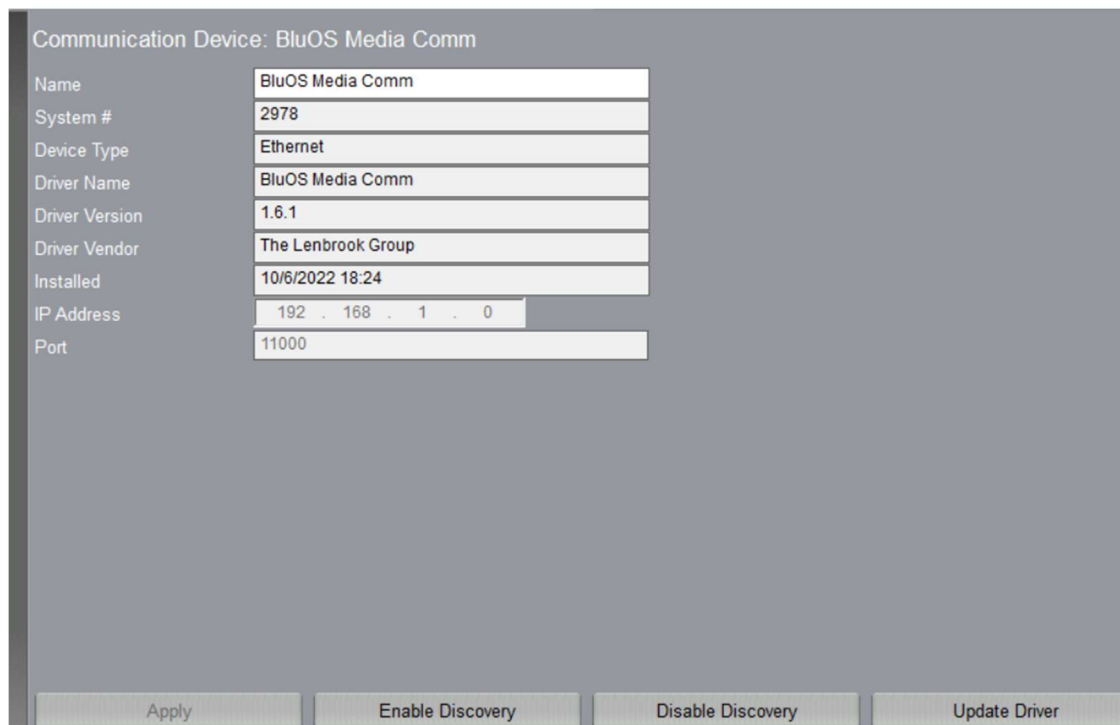 Communication Device: BluOS Media Comm
Name BluOS Media Comm
System # 2978
Device Type Ethernet
Driver Name BluOS Media Comm
Driver Version 1.6.1
Driver Vendor The Lenbrook Group
Installed 10/6/2022 18:24
IP Address 192 . 168 . 1 . 0
Port 11000
Apply Enable Discovery Disable Discovery Update Driver